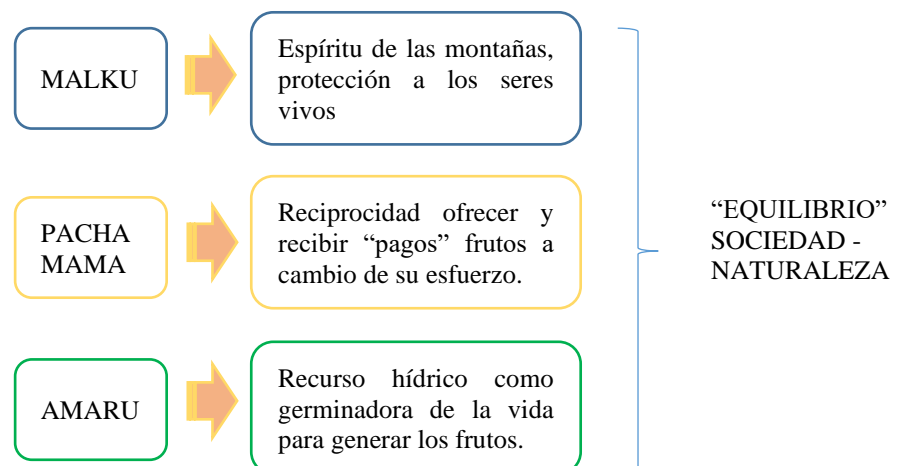 MALKU
Espíritu de las montañas,
protección a los seres
vivos
PACHA
MAMA
Reciprocidad ofrecer y
recibir “pagos” frutos a
cambio de su esfuerzo.
AMARU
Recurso hídrico como
germinadora de la vida
para generar los frutos.
“EQUILIBRIO”
SOCIEDAD -
NATURALEZA